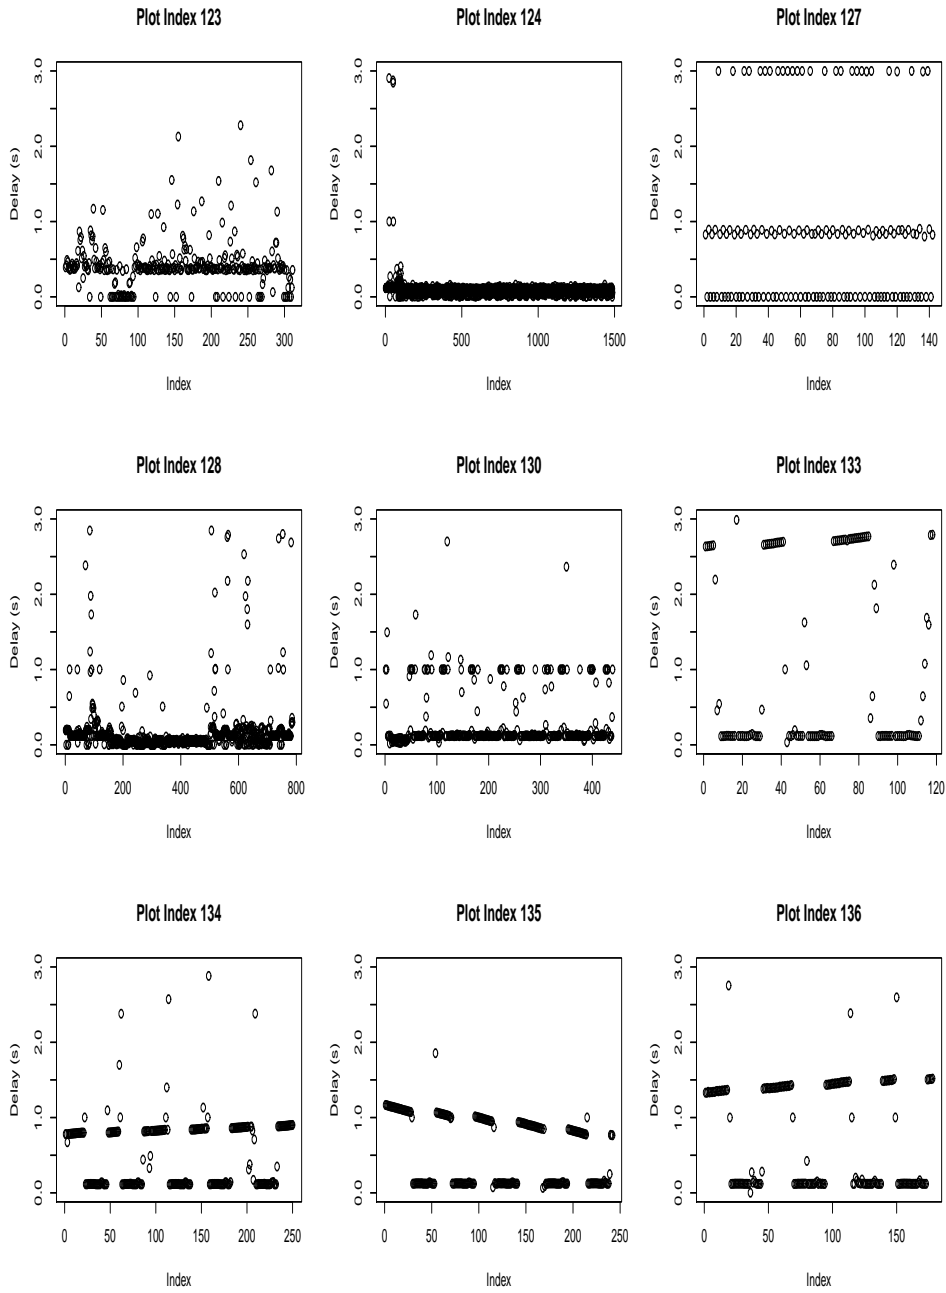 Plot Index 123
Delay (s)
0.0 1.0 2.0 3.0
0 50 100 150 200 250 300
Index
Plot Index 124
Delay (s)
0.0 1.0 2.0 3.0
0 500 1000 1500
Index
Plot Index 127
Delay (s)
0.0 1.0 2.0 3.0
0 20 40 60 80 100 120 140
Index
Plot Index 128
Delay (s)
0.0 1.0 2.0 3.0
0 200 400 600 800
Index
Plot Index 130
Delay (s)
0.0 1.0 2.0 3.0
0 100 200 300 400
Index
Plot Index 133
Delay (s)
0.0 1.0 2.0 3.0
0 20 40 60 80 100 120
Index
Plot Index 134
Delay (s)
0.0 1.0 2.0 3.0
0 50 100 150 200 250
Index
Plot Index 135
Delay (s)
0.0 1.0 2.0 3.0
0 50 100 150 200 250
Index
Plot Index 136
Delay (s)
0.0 1.0 2.0 3.0
0 50 100 150
Index